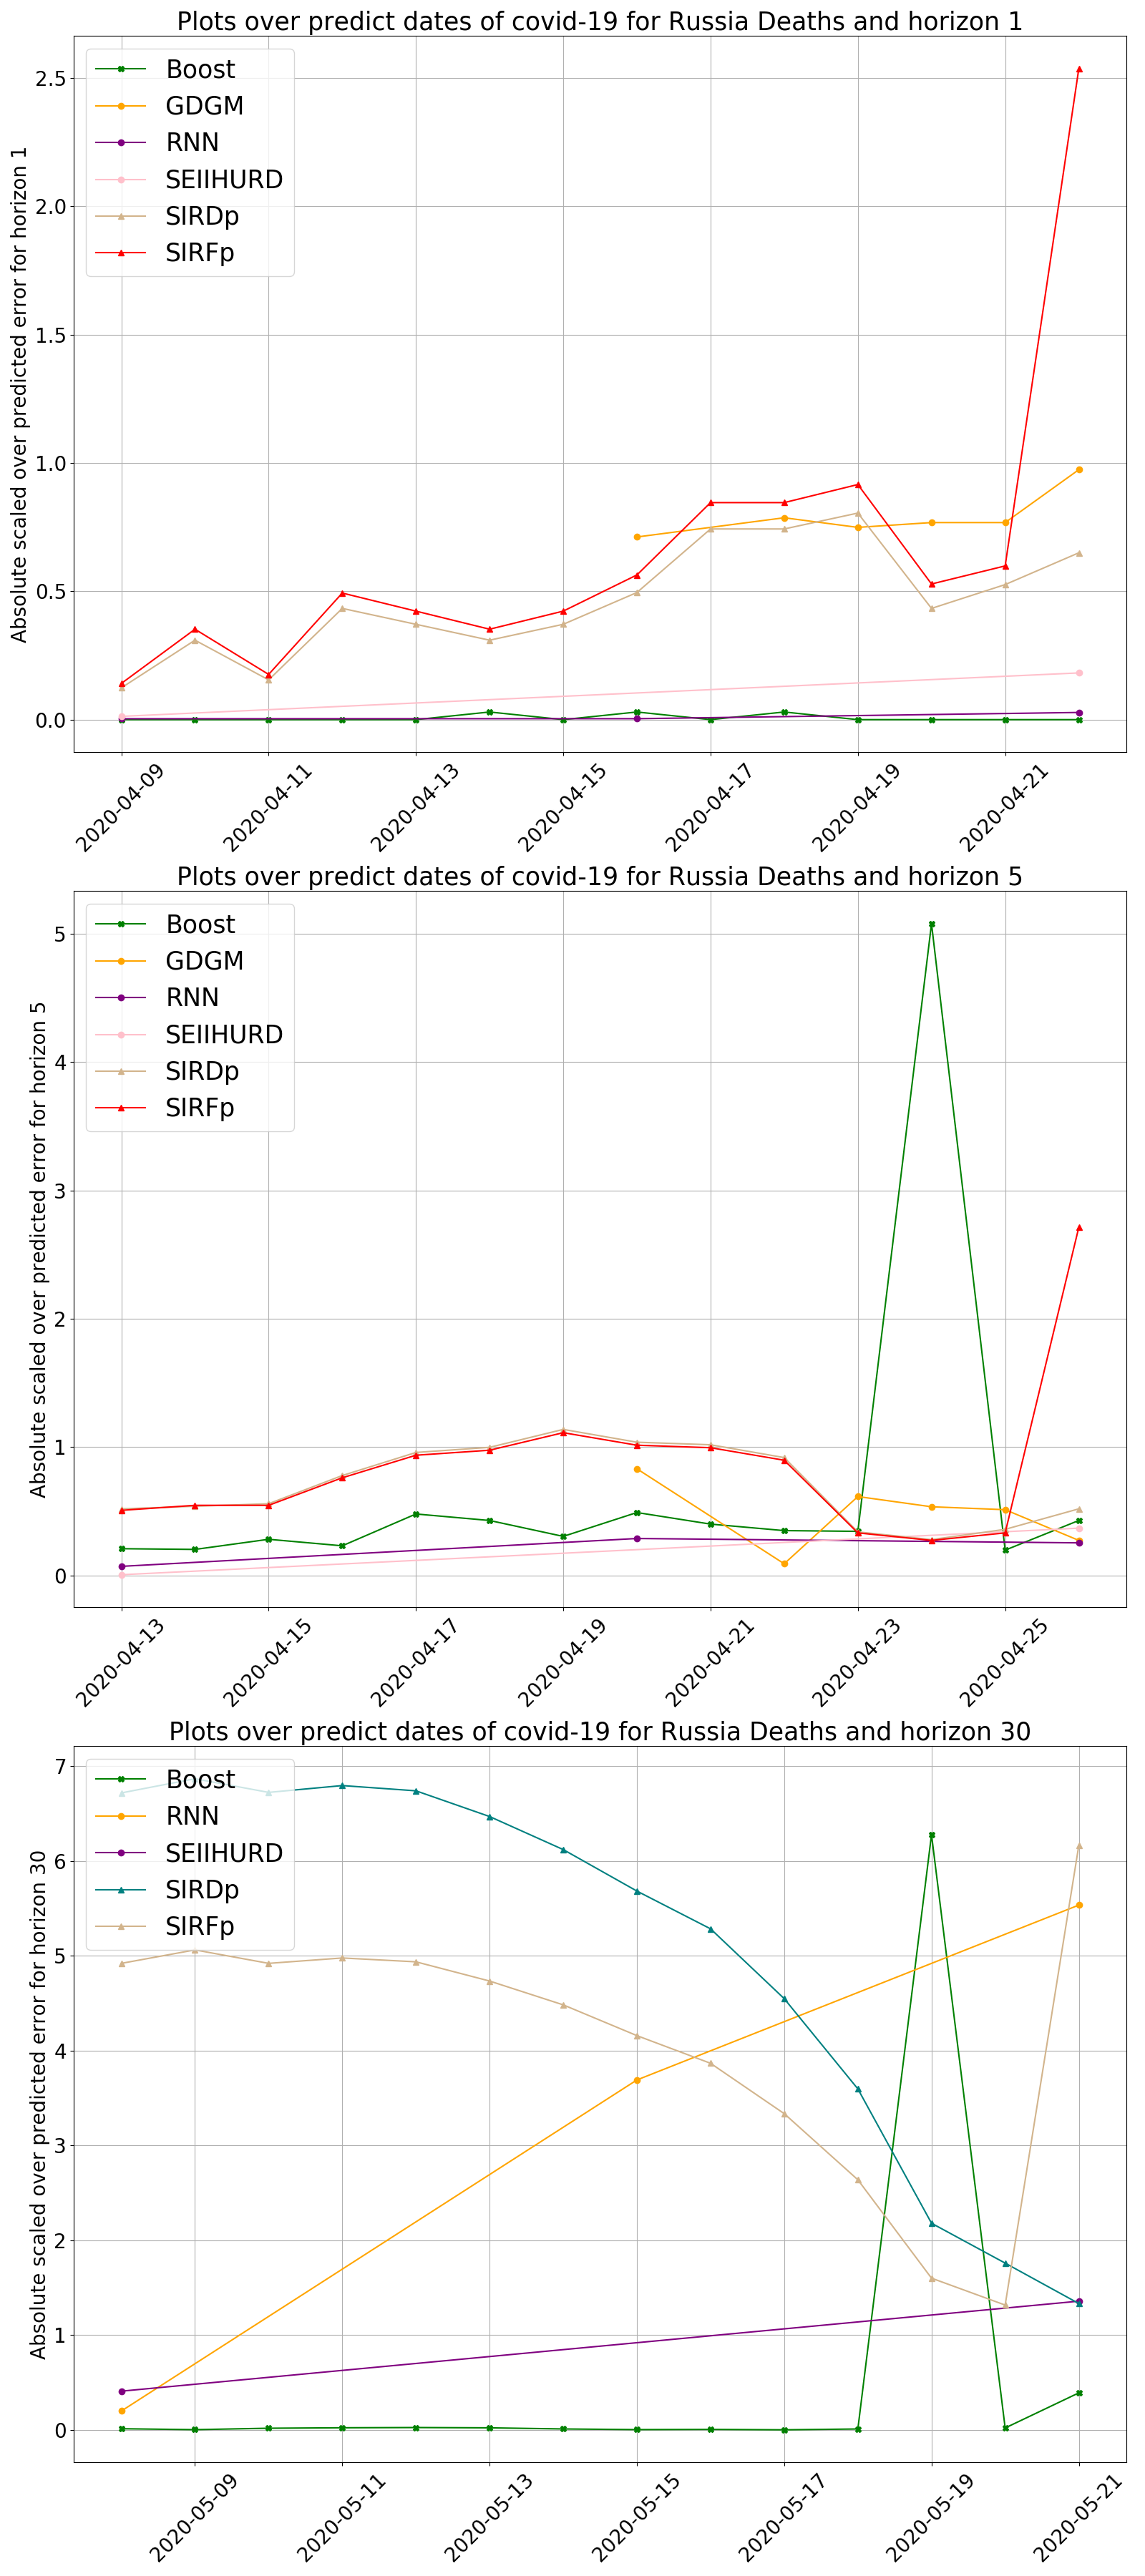 Plots over predict dates of covid-19 for Russia Deaths and horizon 1
Absolute scaled over predicted error for horizon 1
2.5
2.0
1.5
1.0
0.5
0.0
Boost
GDGM
RNN
SEIIHURD
SIRDp
SIRFp
2020-04-09
2020-04-11
2020-04-13
2020-04-15
2020-04-17
2020-04-19
2020-04-21
Plots over predict dates of covid-19 for Russia Deaths and horizon 5
Absolute scaled over predicted error for horizon 5
5
4
3
2
1
0
Boost
GDGM
RNN
SEIIHURD
SIRDp
SIRFp
2020-04-13
2020-04-15
2020-04-17
2020-04-19
2020-04-21
2020-04-23
2020-04-25
Plots over predict dates of covid-19 for Russia Deaths and horizon 30
Absolute scaled over predicted error for horizon 30
7
6
5
4
3
2
1
0
Boost
RNN
SEIIHURD
SIRDp
SIRFp
2020-05-09
2020-05-11
2020-05-13
2020-05-15
2020-05-17
2020-05-19
2020-05-21